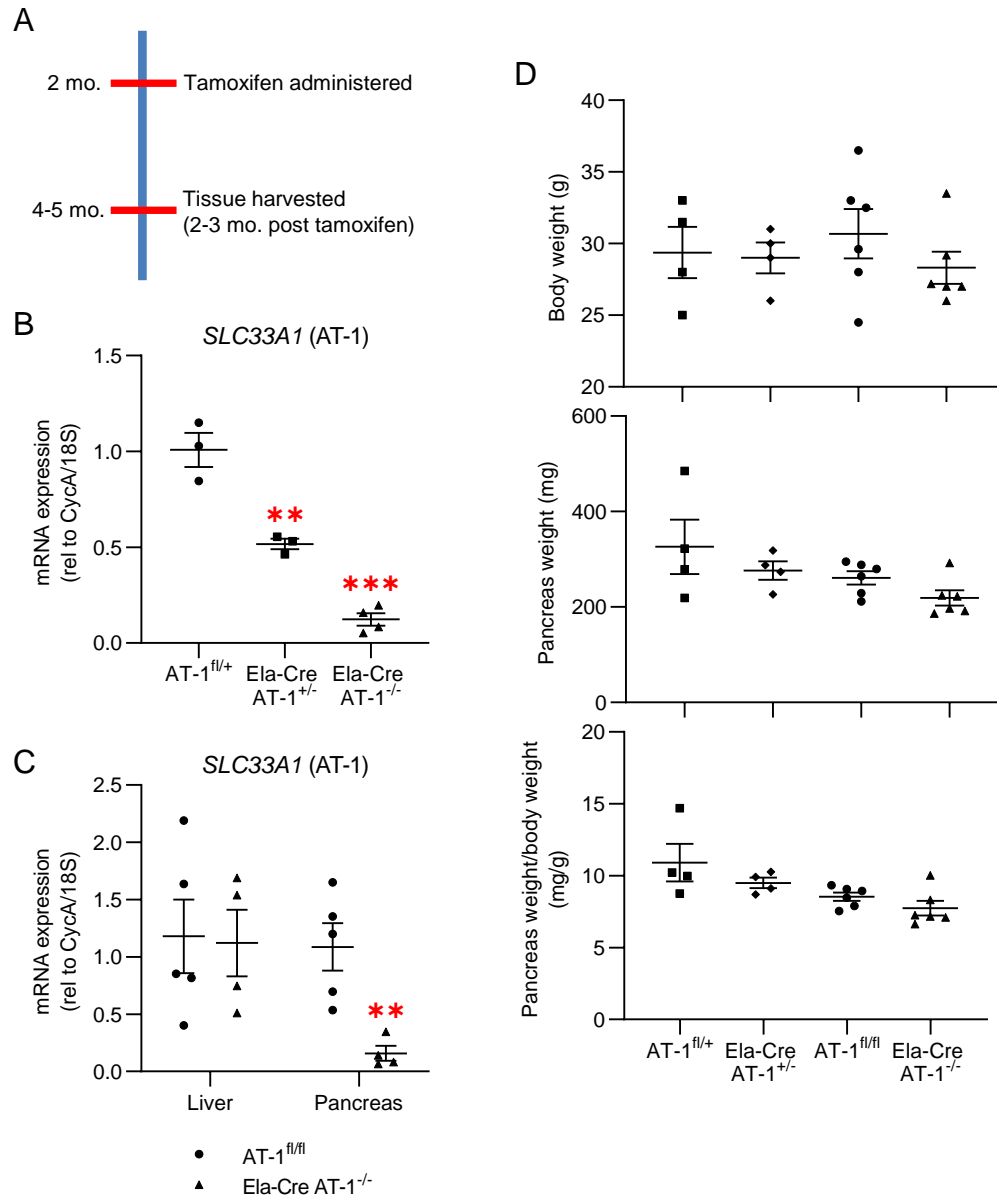 A
2 mo.
Tamoxifen administered
4-5 mo.
Tissue harvested
(2-3 mo. post tamoxifen)
B
SLC33A1 (AT-1)
mRNA expression
(rel to CycA/18S)
1.5
1.0
0.5
0.0
**
***
AT-1fl/+
Ela-Cre
AT-1+/-
Ela-Cre
AT-1-/-
C
SLC33A1 (AT-1)
mRNA expression
(rel to CycA/18S)
2.5
2.0
1.5
1.0
0.5
0.0
**
Liver
Pancreas
AT-1fl/fl
Ela-Cre AT-1-/-
D
Body weight (g)
40
35
30
25
20
Pancreas weight (mg)
600
400
200
0
Pancreas weight/body weight
(mg/g)
20
15
10
5
0
AT-1fl/+
Ela-Cre
AT-1+/-
AT-1fl/fl
Ela-Cre
AT-1-/-